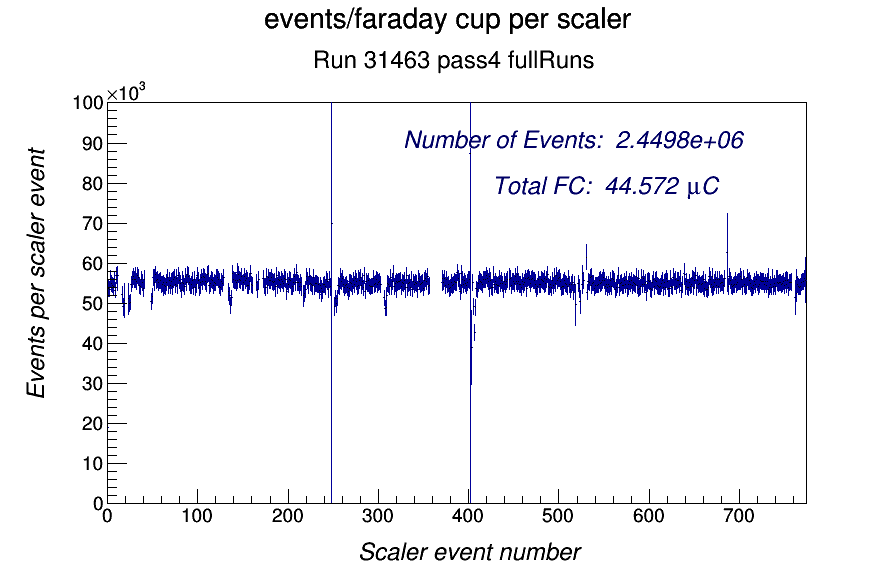 events/faraday cup per scaler
Run 31463 pass4 fullRuns
×10³
100
90
80
70
60
50
40
30
20
10
0
Events per scaler event
Number of Events: 2.4498e+06
Total FC: 44.572 μC
0 100 200 300 400 500 600 700
Scaler event number